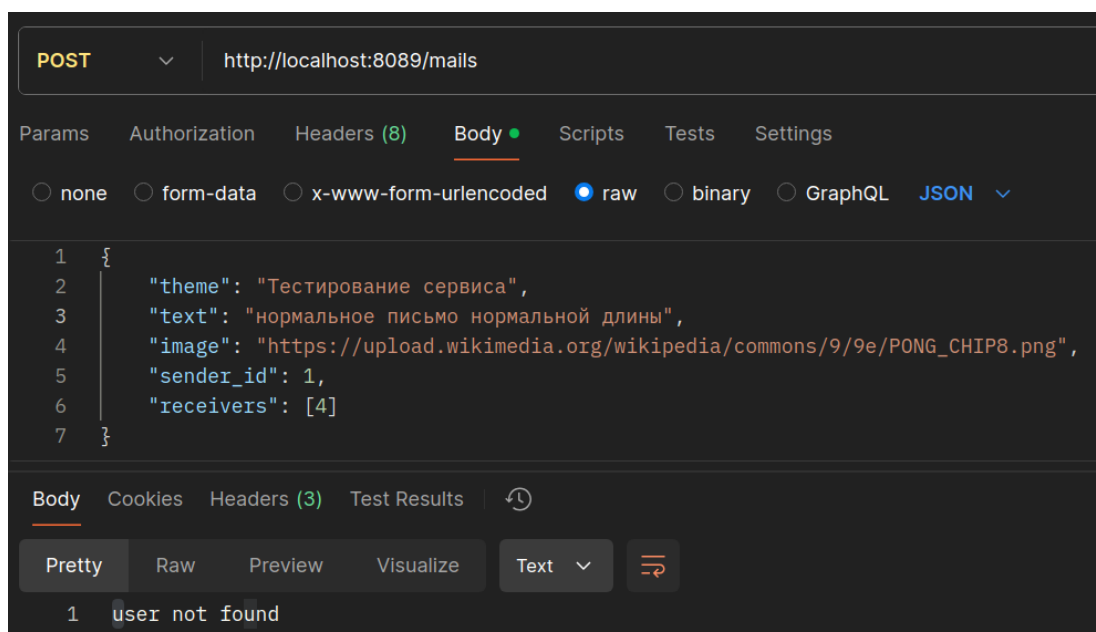 POST http://localhost:8089/mails
Params Authorization Headers (8) Body Scripts Tests Settings
none form-data x-www-form-urlencoded raw binary GraphQL JSON
1 {
2 "theme": "Тестирование сервиса",
3 "text": "нормальное письмо нормальной длины",
4 "image": "https://upload.wikimedia.org/wikipedia/commons/9/9e/PONG_CHIP8.png",
5 "sender_id": 1,
6 "receivers": [4]
7 }
Body Cookies Headers (3) Test Results
Pretty Raw Preview Visualize Text
1 user not found